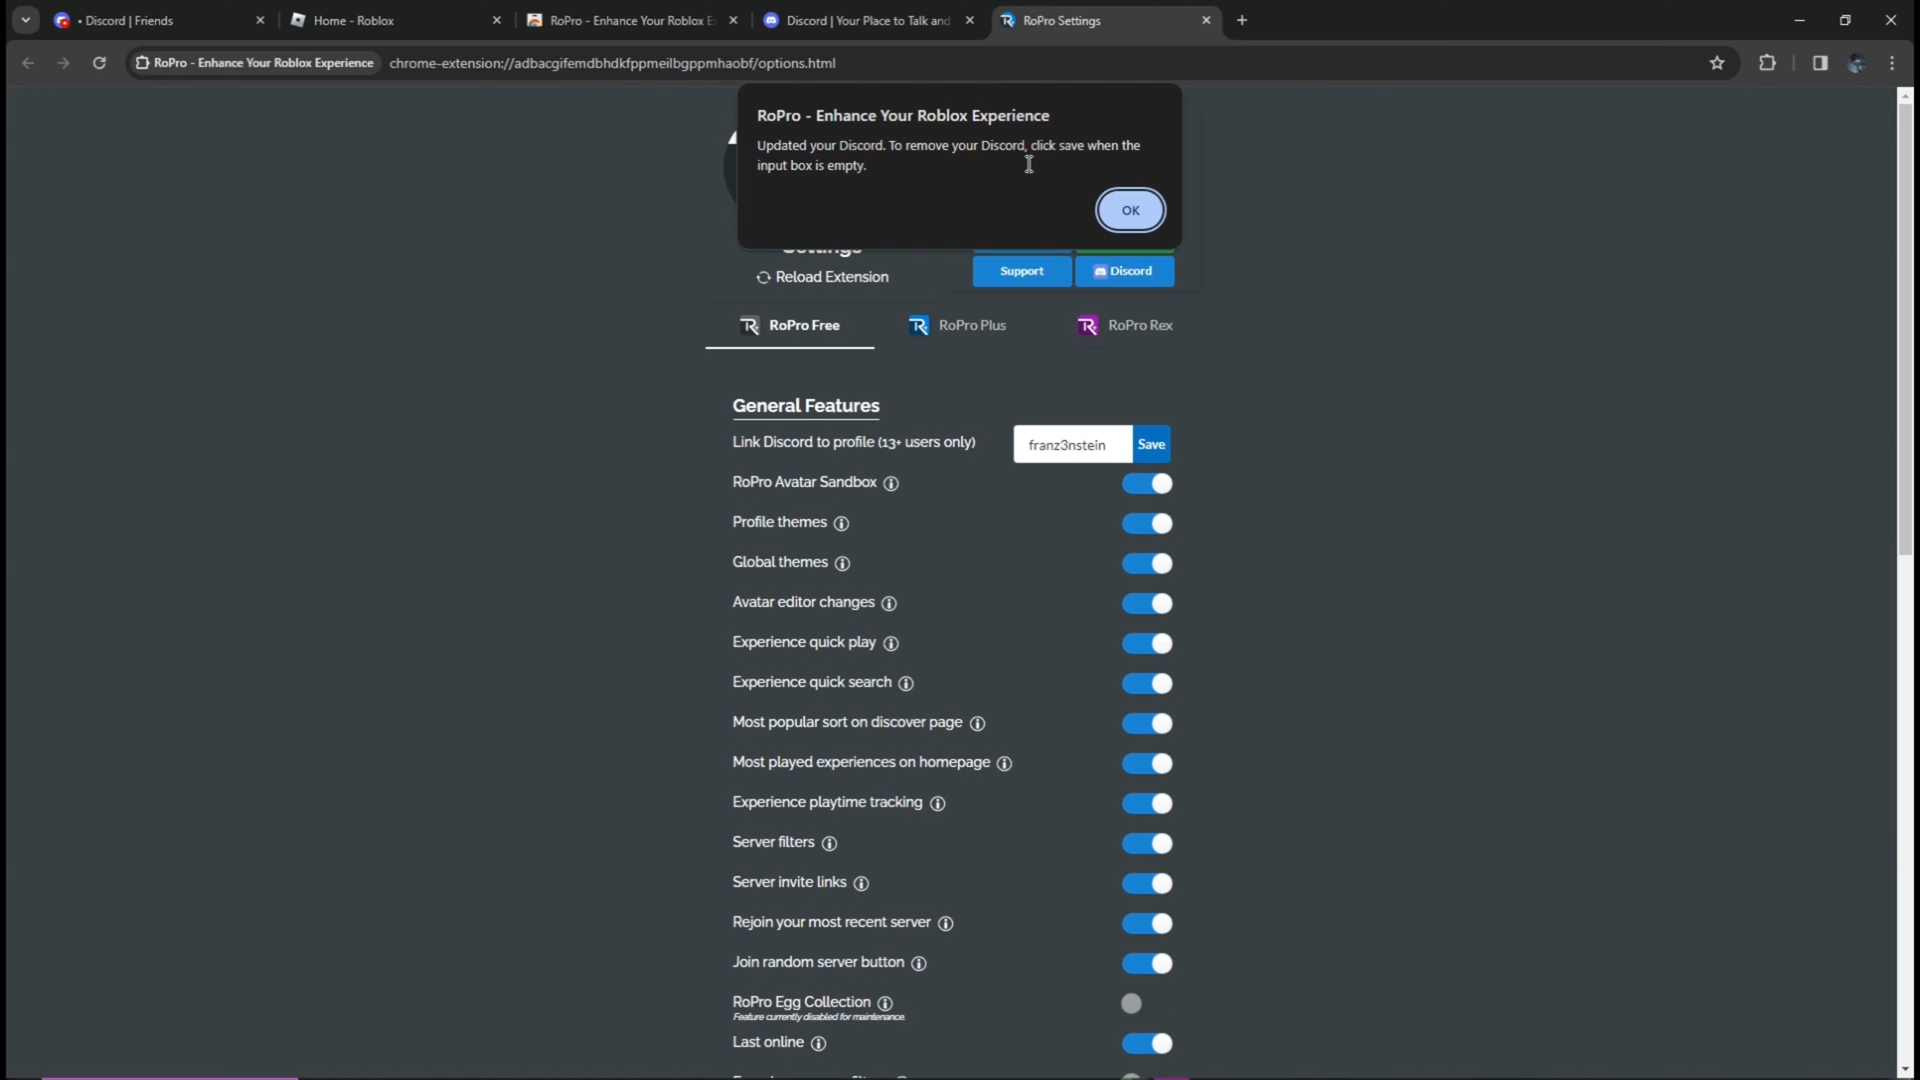 • Discord | Friends
Home - Roblox
RoPro - Enhance Your Roblox E
Discord | Your Place to Talk and
RoPro Settings
RoPro - Enhance Your Roblox Experience
chrome-extension://adbacgifemdbhdkfppmeilbgppmhaobf/options.html
RoPro - Enhance Your Roblox Experience
Updated your Discord. To remove your Discord, click save when the
input box is empty.
OK
Settings
Reload Extension
Support
Discord
RoPro Free
RoPro Plus
RoPro Rex
General Features
Link Discord to profile (13+ users only)
franz3nstein
Save
RoPro Avatar Sandbox
Profile themes
Global themes
Avatar editor changes
Experience quick play
Experience quick search
Most popular sort on discover page
Most played experiences on homepage
Experience playtime tracking
Server filters
Server invite links
Rejoin your most recent server
Join random server button
RoPro Egg Collection
Feature currently disabled for maintenance.
Last online